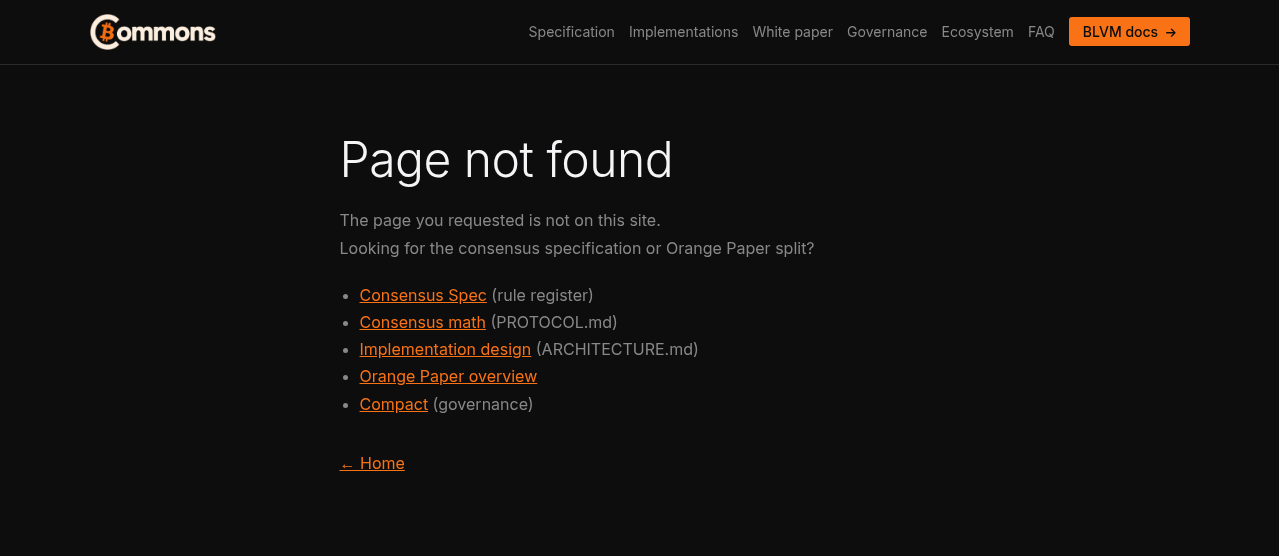 Commons
Specification Implementations White paper Governance Ecosystem FAQ BLVM docs →
Page not found
The page you requested is not on this site.
Looking for the consensus specification or Orange Paper split?
• Consensus Spec (rule register)
• Consensus math (PROTOCOL.md)
• Implementation design (ARCHITECTURE.md)
• Orange Paper overview
• Compact (governance)
← Home